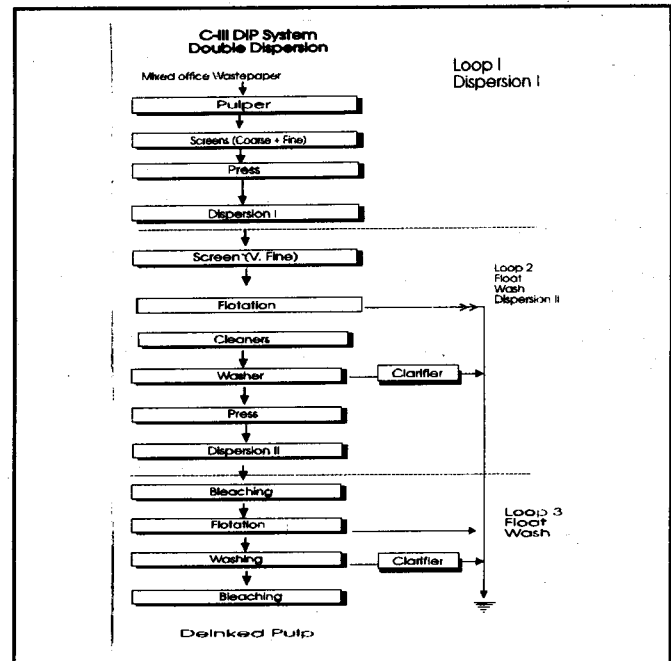 C-III DIP System
Double Dispersion
Loop I
Dispersion I
Mixed office Wastepaper
Pulper
Screens (Coarse + Fine)
Press
Dispersion I
Screen (V. Fine)
Loop 2
Float
Wash
Dispersion II
Flotation
Cleaners
Washer
Clarifier
Press
Dispersion II
Bleaching
Loop 3
Float
Wash
Flotation
Washing
Clarifier
Bleaching
Deinked Pulp